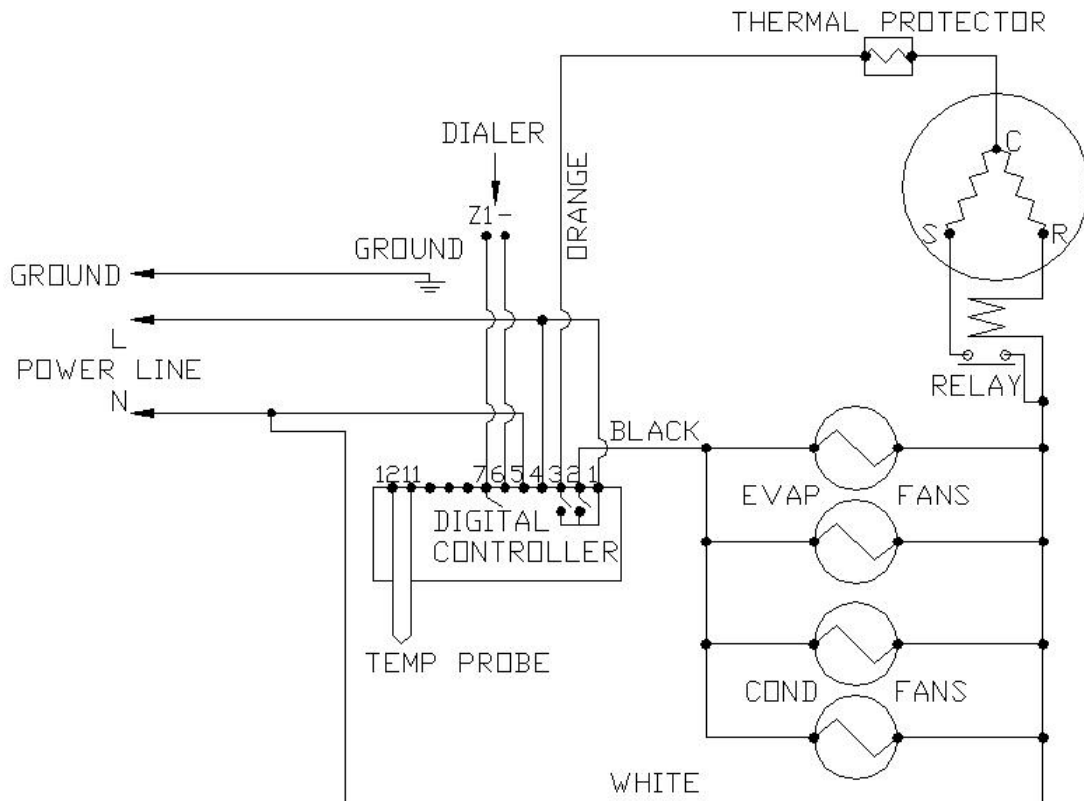 THERMAL PROTECTOR
DIALER
ORANGE
C
Z1-
S
R
GROUND
GROUND
L
POWER LINE
RELAY
N
BLACK
12 11 7 6 5 4 3 2 1
EVAP FANS
DIGITAL
CONTROLLER
TEMP PROBE
COND FANS
WHITE